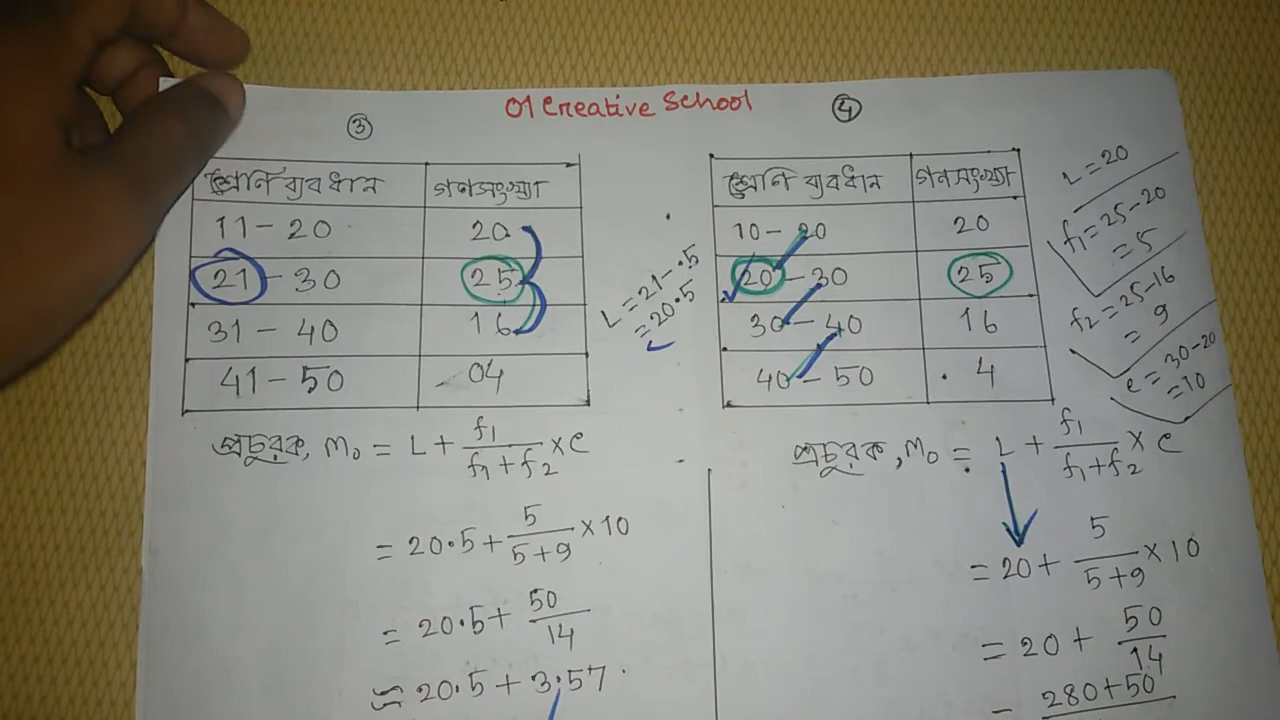 01 Creative School
③
শ্রেনি ব্যবধান গনসংখ্যা
11 - 20 20
21 - 30 25
31 - 40 16
41 - 50 04
L = 21 - .5
= 20.5
প্রচুরক, M₀ = L + f₁/(f₁ + f₂) × c
= 20.5 + 5/(5+9) × 10
= 20.5 + 50/14
≈ 20.5 + 3.57
④
শ্রেনি ব্যবধান গনসংখ্যা
10 - 20 20
20 - 30 25
30 - 40 16
40 - 50 4
L = 20
f₁ = 25 - 20
= 5
f₂ = 25 - 16
= 9
c = 30 - 20
= 10
প্রচুরক, M₀ = L + f₁/(f₁ + f₂) × c
= 20 + 5/(5+9) × 10
= 20 + 50/14
= 280 + 50